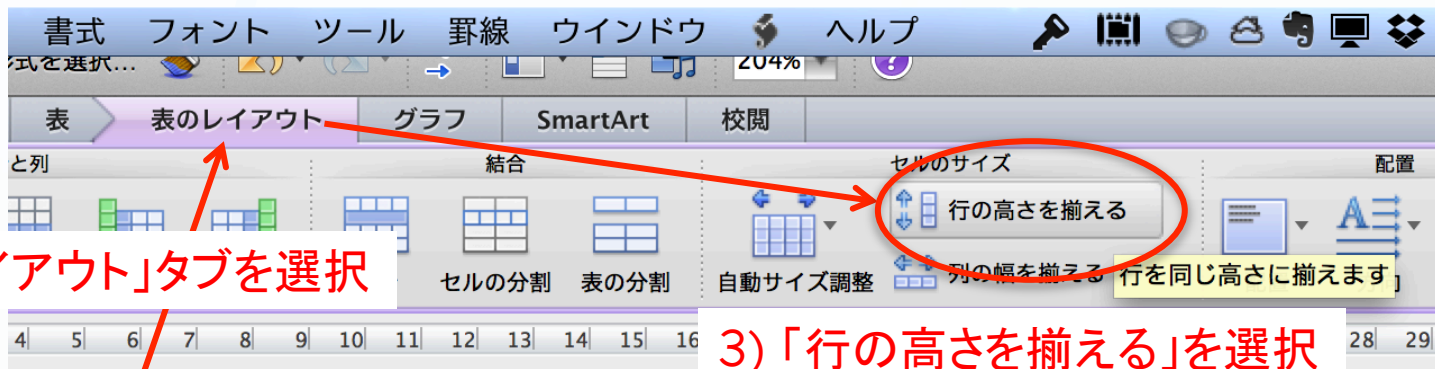 書式 フォント ツール 罫線 ウインドウ ヘルプ
式を選択... 204% ?
表 表のレイアウト グラフ SmartArt 校閲
と列 結合 セルのサイズ 配置
行の高さを揃える
イアウト」タブを選択
セルの分割 表の分割 自動サイズ調整 列の幅を揃える 行を同じ高さに揃えます
4 5 6 7 8 9 10 11 12 13 14 15 16 28 29
3) 「行の高さを揃える」を選択